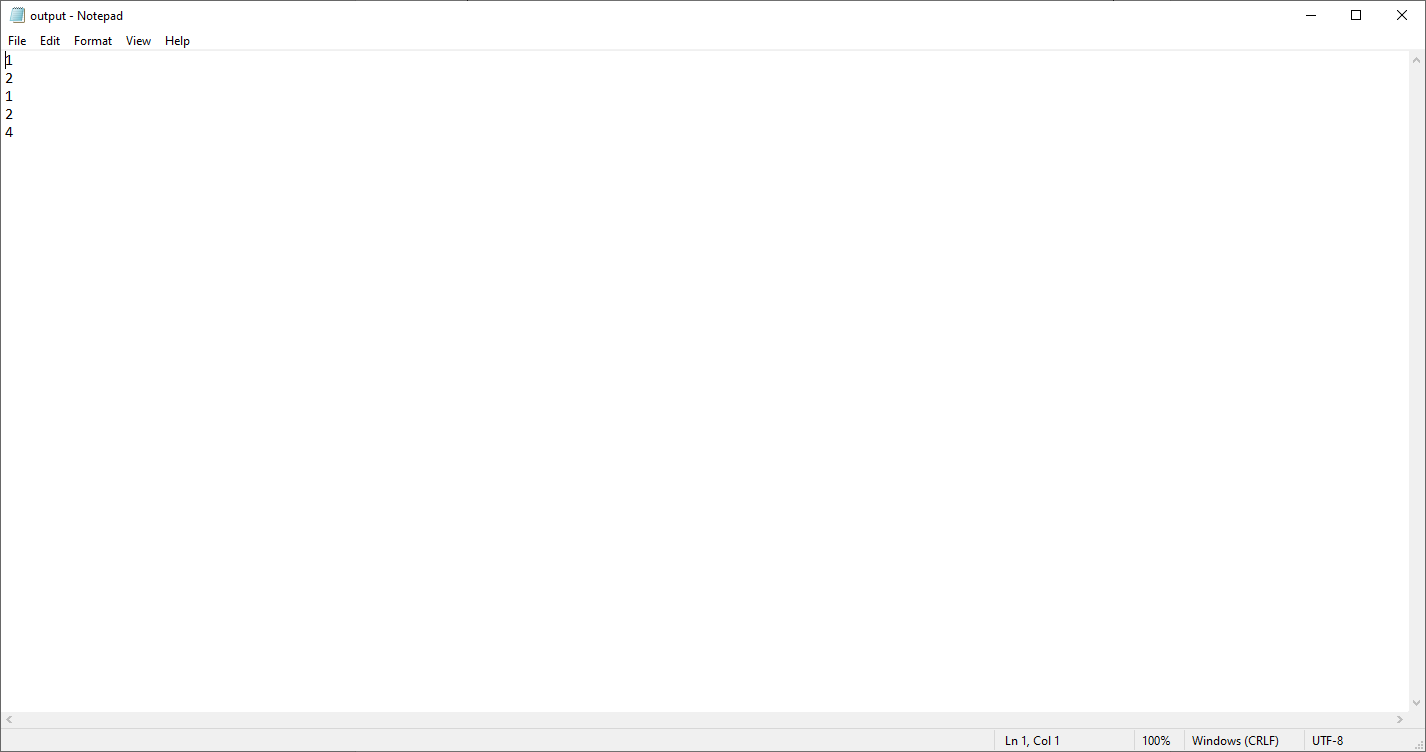 output - Notepad
File Edit Format View Help
1
2
1
2
4
Ln 1, Col 1 100% Windows (CRLF) UTF-8